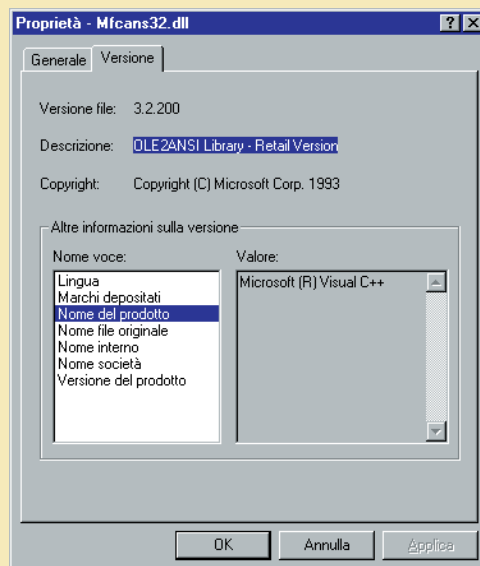 Proprietà - Mfcans32.dll
Generale Versione
Versione file: 3.2.200
Descrizione: OLE2ANSI Library - Retail Version
Copyright: Copyright (C) Microsoft Corp. 1993
Altre informazioni sulla versione
Nome voce: Valore:
Lingua Microsoft (R) Visual C++
Marchi depositati
Nome del prodotto
Nome file originale
Nome interno
Nome società
Versione del prodotto
OK Annulla Applica